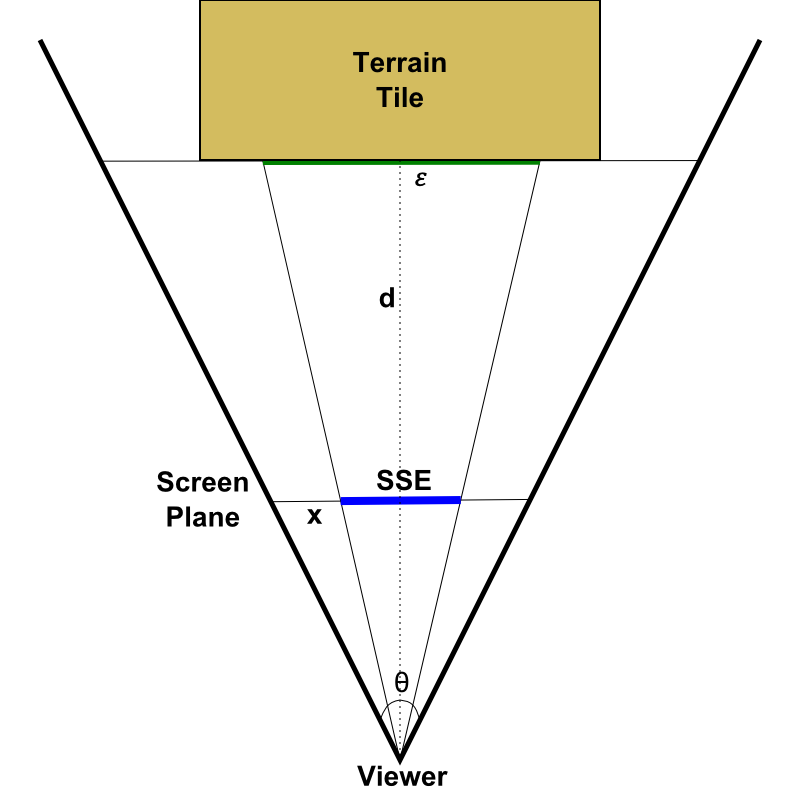 Terrain
Tile
ε
d
SSE
Screen
Plane
x
θ
Viewer